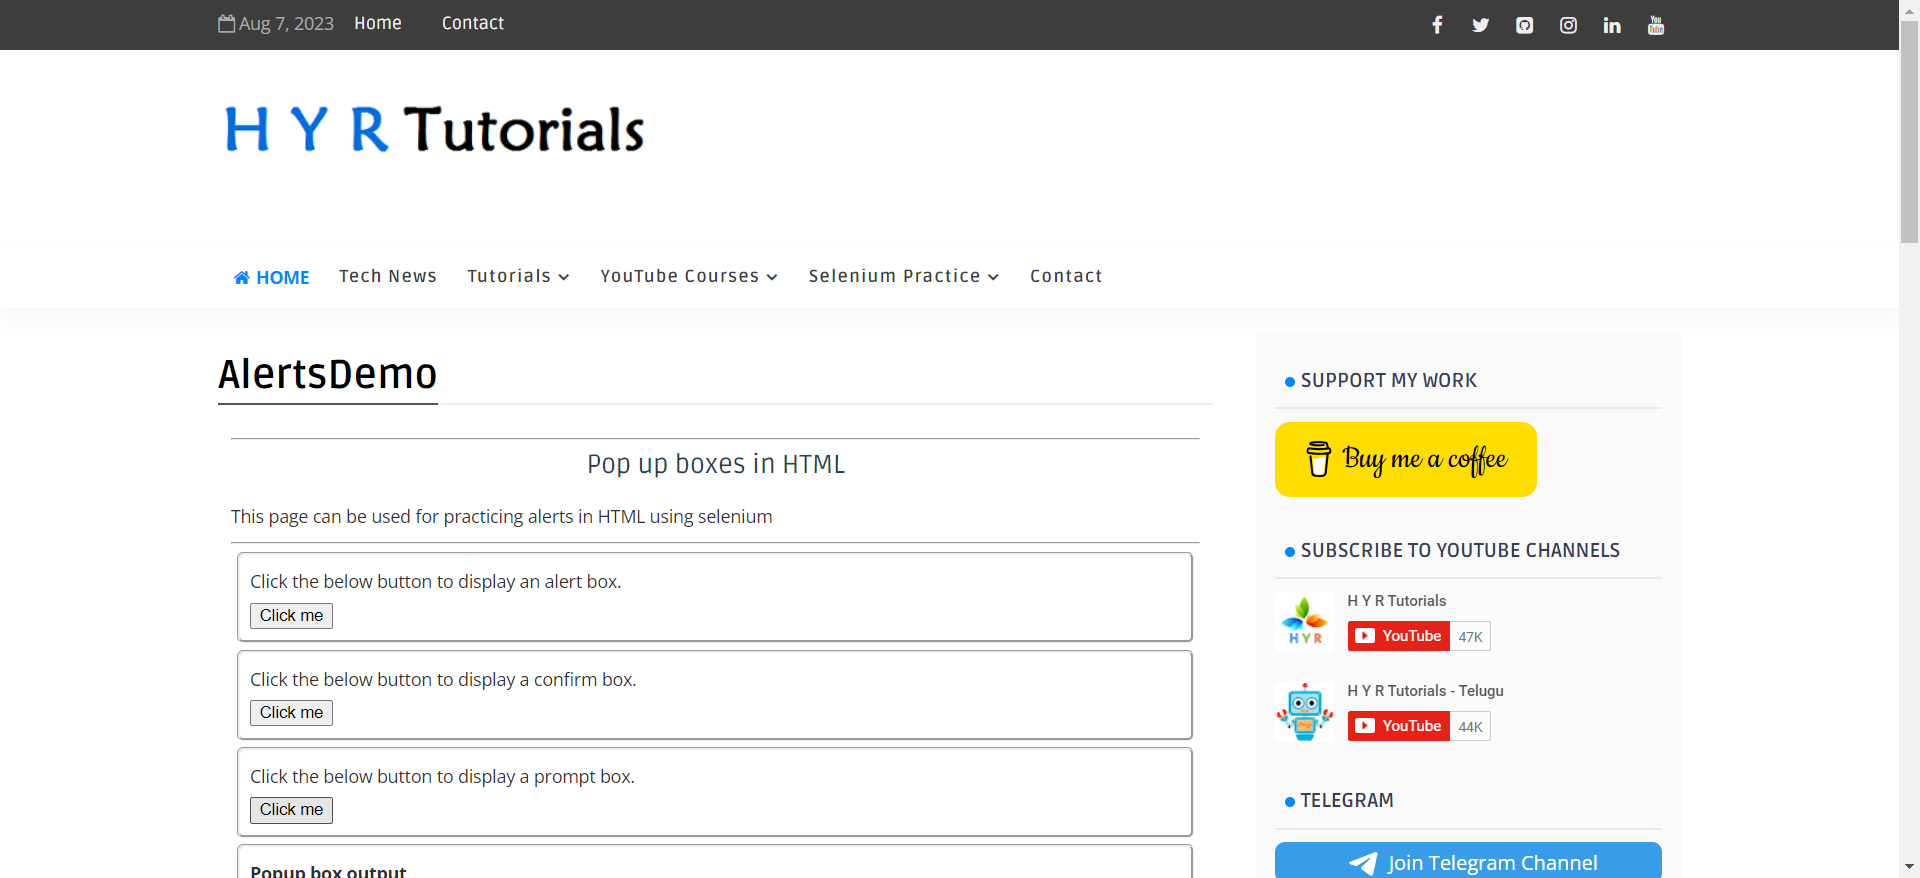 Aug 7, 2023 Home Contact
You Tube
H Y R Tutorials
HOME Tech News Tutorials YouTube Courses Selenium Practice Contact
AlertsDemo
Pop up boxes in HTML
This page can be used for practicing alerts in HTML using selenium
Click the below button to display an alert box.
Click me
Click the below button to display a confirm box.
Click me
Click the below button to display a prompt box.
Click me
Popup box output
SUPPORT MY WORK
Buy me a coffee
SUBSCRIBE TO YOUTUBE CHANNELS
HYR
H Y R Tutorials
YouTube 47K
H Y R Tutorials - Telugu
YouTube 44K
TELEGRAM
Join Telegram Channel